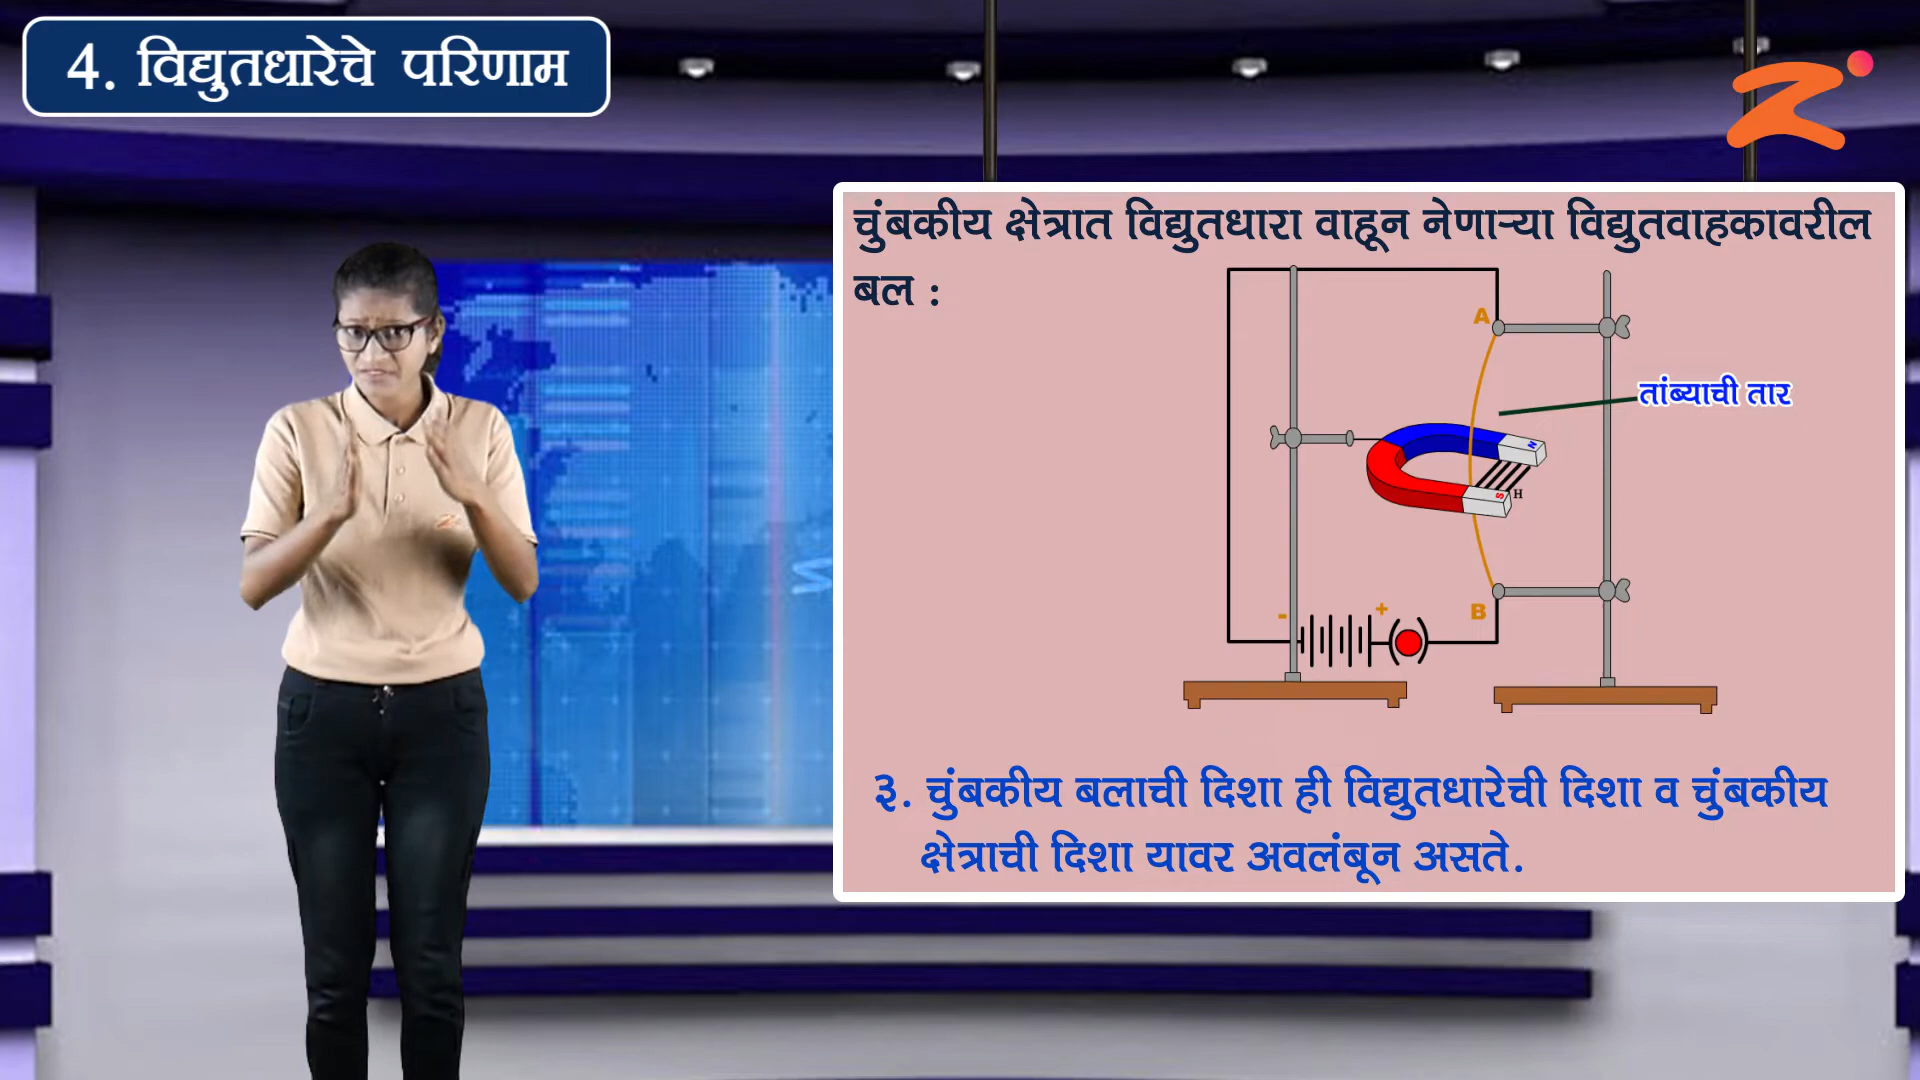 4. विद्युतधारेचे परिणाम
चुंबकीय क्षेत्रात विद्युतधारा वाहून नेणाऱ्या विद्युतवाहकावरील
बल :
A
तांब्याची तार
N
S
H
B
-
+
३. चुंबकीय बलाची दिशा ही विद्युतधारेची दिशा व चुंबकीय
क्षेत्राची दिशा यावर अवलंबून असते.